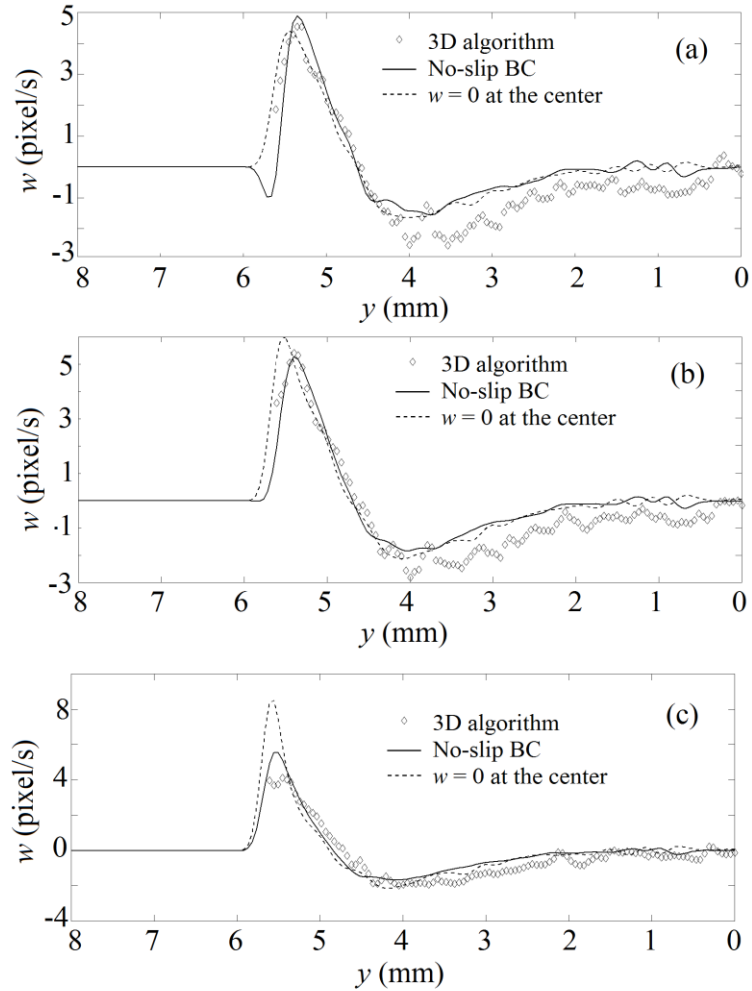 5
3
1
-1
-3
w (pixel/s)
(a)
3D algorithm
No-slip BC
w = 0 at the center
8 7 6 5 4 3 2 1 0
y (mm)
5
3
1
-1
-3
w (pixel/s)
(b)
3D algorithm
No-slip BC
w = 0 at the center
8 7 6 5 4 3 2 1 0
y (mm)
8
4
0
-4
w (pixel/s)
(c)
3D algorithm
No-slip BC
w = 0 at the center
8 7 6 5 4 3 2 1 0
y (mm)